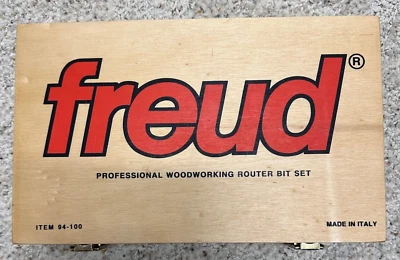 freud®
PROFESSIONAL WOODWORKING ROUTER BIT SET
ITEM 94-100
MADE IN ITALY